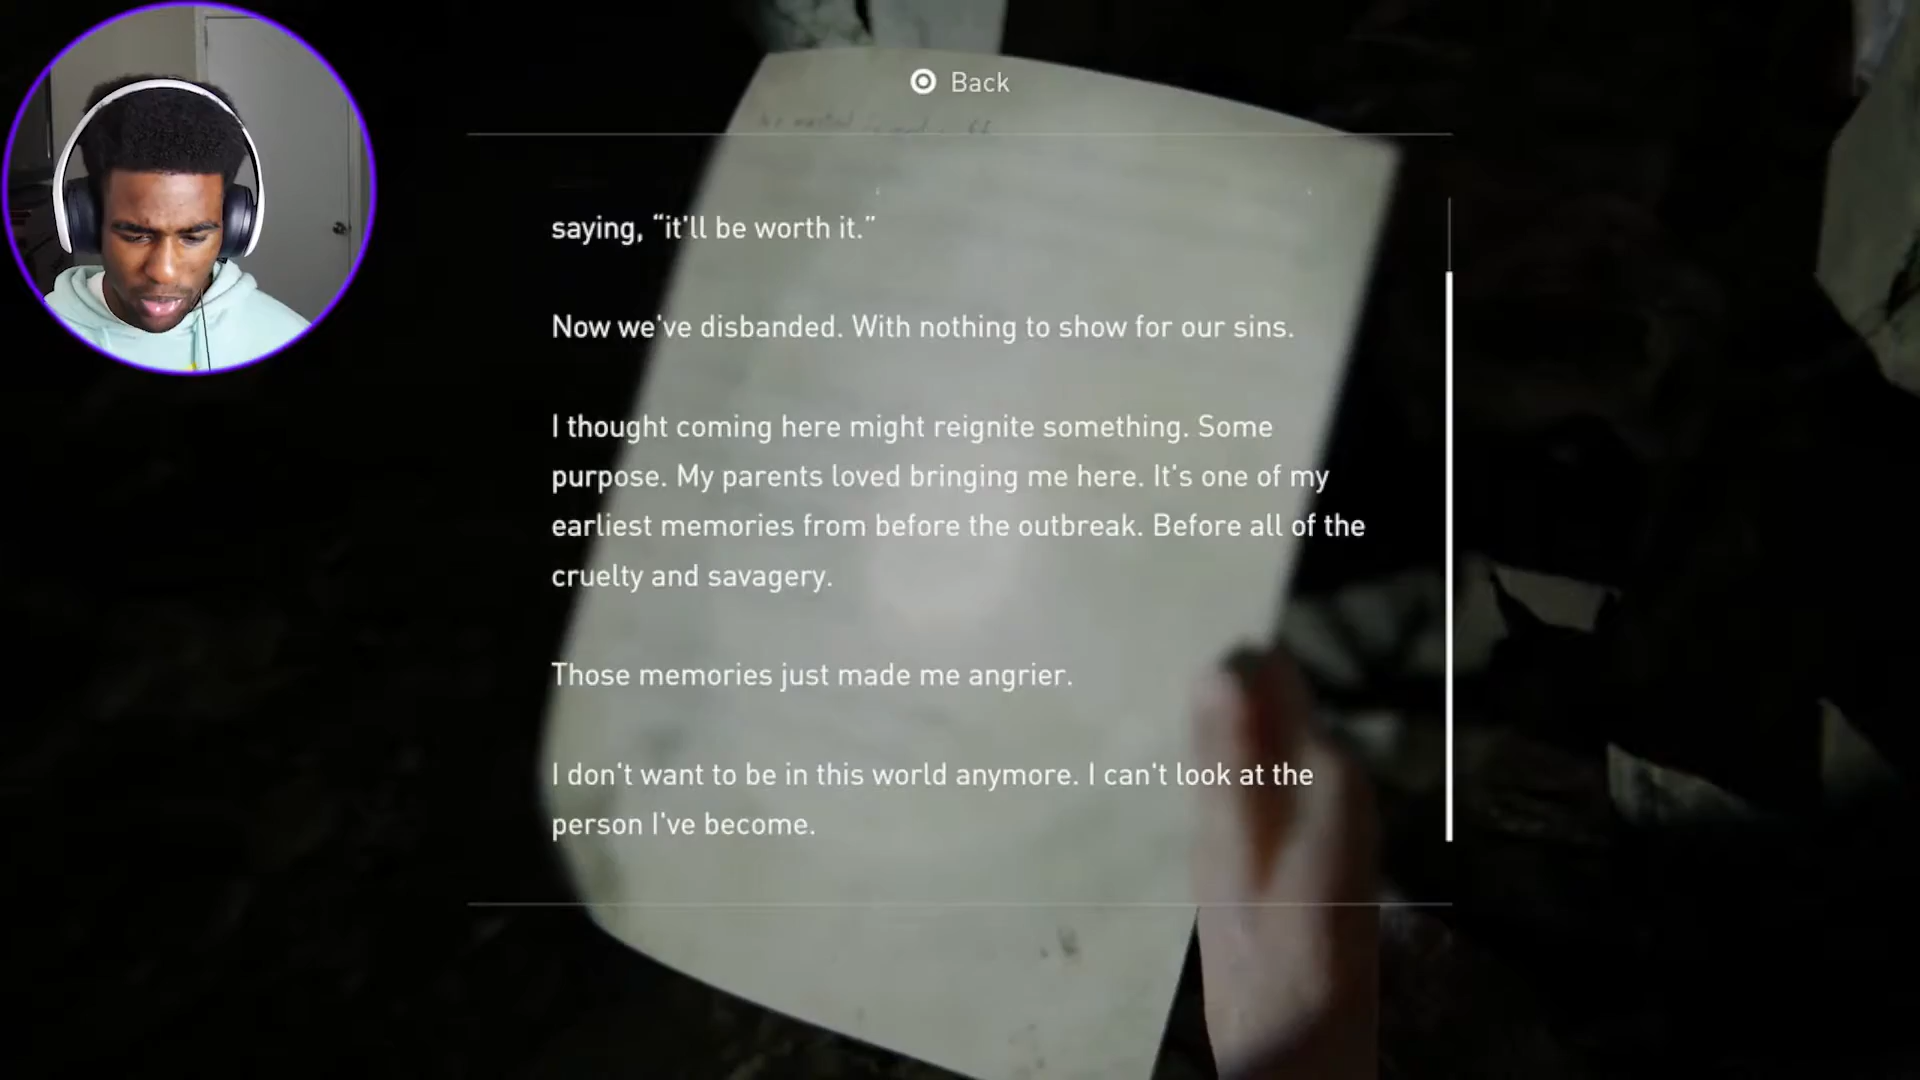 Back
saying, “it'll be worth it.”
Now we've disbanded. With nothing to show for our sins.
I thought coming here might reignite something. Some
purpose. My parents loved bringing me here. It's one of my
earliest memories from before the outbreak. Before all of the
cruelty and savagery.
Those memories just made me angrier.
I don't want to be in this world anymore. I can't look at the
person I've become.